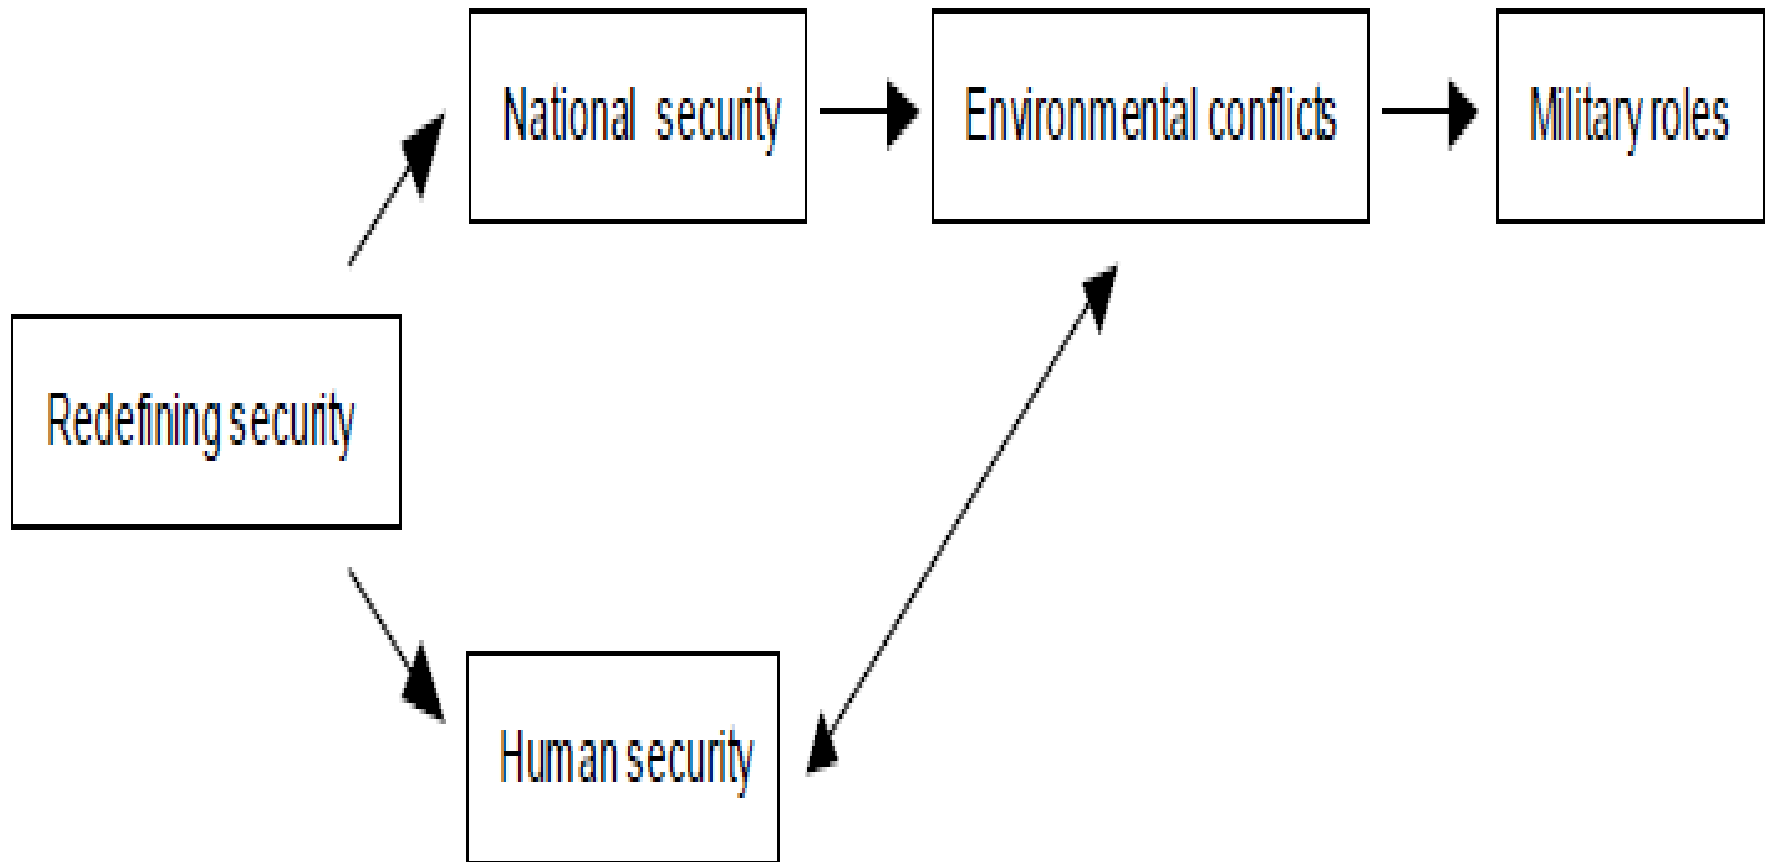 National security
Environmental conflicts
Military roles
Redefining security
Human security